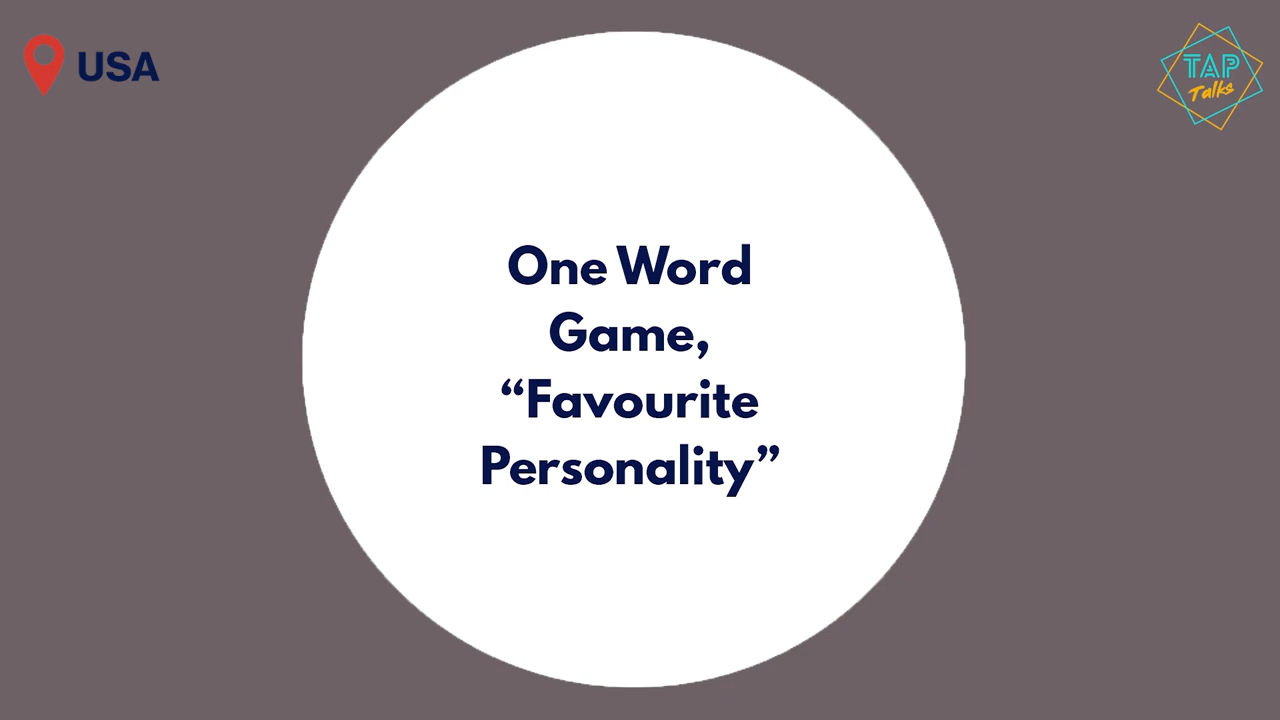 USA
TAP
Talks
One Word
Game,
“Favourite
Personality”